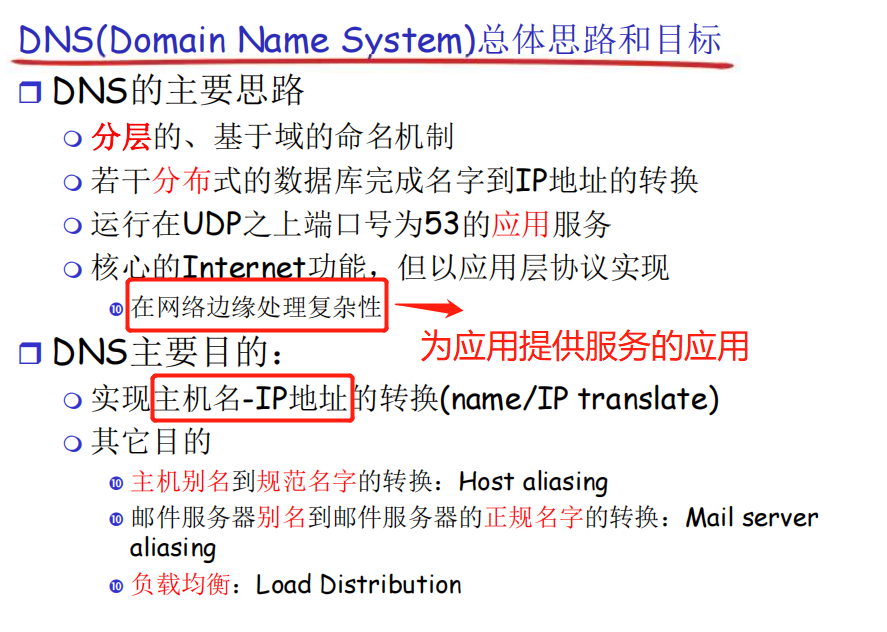 DNS(Domain Name System)总体思路和目标
DNS的主要思路
分层的、基于域的命名机制
若干分布式的数据库完成名字到IP地址的转换
运行在UDP之上端口号为53的应用服务
核心的Internet功能，但以应用层协议实现
在网络边缘处理复杂性
为应用提供服务的应用
DNS主要目的：
实现主机名-IP地址的转换(name/IP translate)
其它目的
主机别名到规范名字的转换：Host aliasing
邮件服务器别名到邮件服务器的正规名字的转换：Mail server
aliasing
负载均衡：Load Distribution